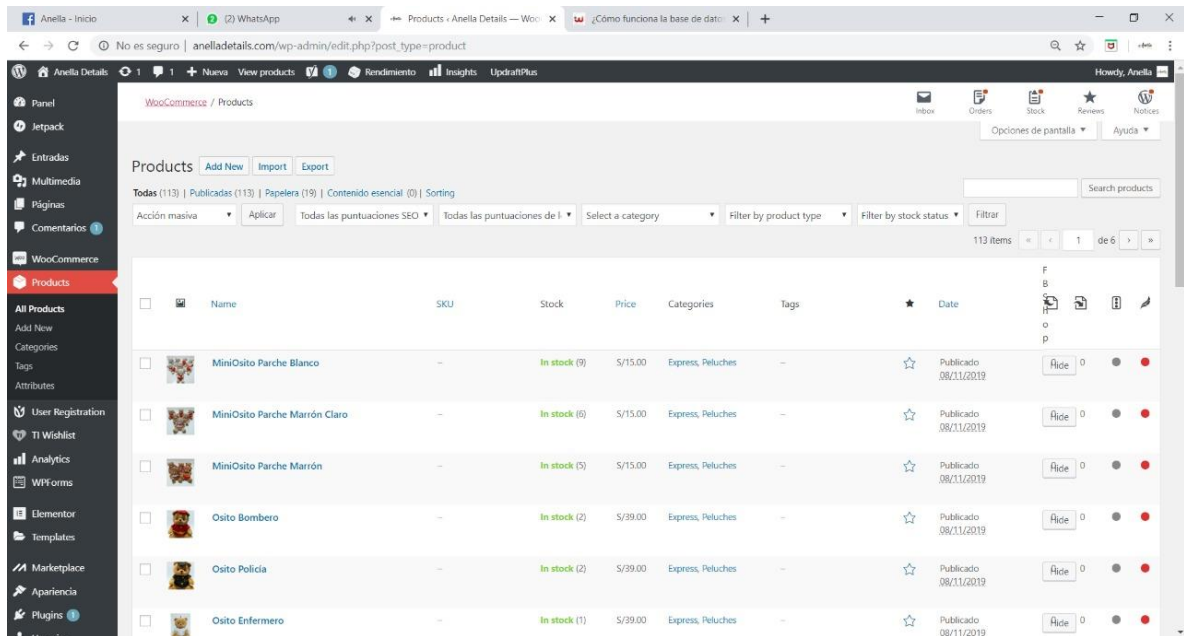 Anella - Inicio
(2) WhatsApp
Products ‹ Anella Details — Woo
¿Cómo funciona la base de datos
No es seguro | anelladetails.com/wp-admin/edit.php?post_type=product
Anella Details 1 1 Nueva View products 1 Rendimiento Insights UpdraftPlus Howdy, Anella
Panel
Jetpack
Entradas
Multimedia
Páginas
Comentarios 1
WooCommerce
Products
All Products
Add New
Categories
Tags
Attributes
User Registration
TI Wishlist
Analytics
WPForms
Elementor
Templates
Marketplace
Apariencia
Plugins 1
WooCommerce / Products
Inbox Orders Stock Reviews Notices
Opciones de pantalla ▼ Ayuda ▼
Products Add New Import Export
Todas (113) | Publicadas (113) | Papelera (19) | Contenido esencial (0) | Sorting
Search products
Acción masiva Aplicar Todas las puntuaciones SEO Todas las puntuaciones de l Select a category Filter by product type Filter by stock status Filtrar
113 items « ‹ 1 de 6 › »
Name SKU Stock Price Categories Tags Date FB Shop
MiniOsito Parche Blanco – In stock (9) S/15.00 Express, Peluches – Publicado 08/11/2019 Hide 0
MiniOsito Parche Marrón Claro – In stock (6) S/15.00 Express, Peluches – Publicado 08/11/2019 Hide 0
MiniOsito Parche Marrón – In stock (5) S/15.00 Express, Peluches – Publicado 08/11/2019 Hide 0
Osito Bombero – In stock (2) S/39.00 Express, Peluches – Publicado 08/11/2019 Hide 0
Osito Policía – In stock (2) S/39.00 Express, Peluches – Publicado 08/11/2019 Hide 0
Osito Enfermero – In stock (1) S/39.00 Express, Peluches – Publicado 08/11/2019 Hide 0